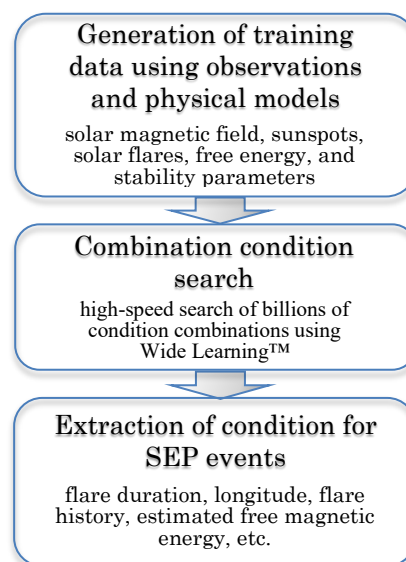 Generation of training
data using observations
and physical models
solar magnetic field, sunspots,
solar flares, free energy, and
stability parameters
Combination condition
search
high-speed search of billions of
condition combinations using
Wide Learning™
Extraction of condition for
SEP events
flare duration, longitude, flare
history, estimated free magnetic
energy, etc.